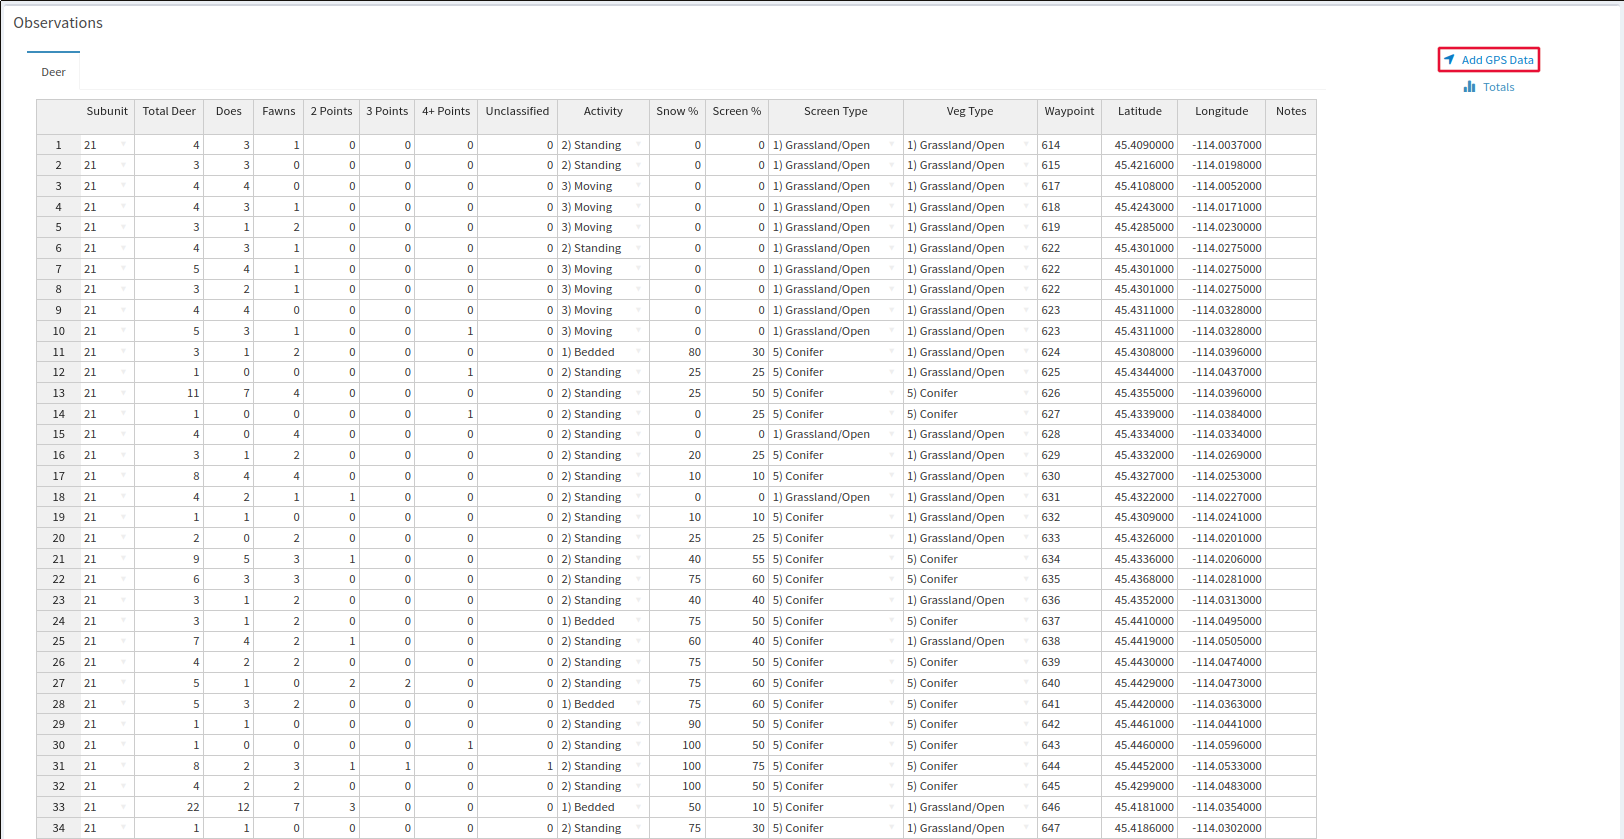 Observations
Add GPS Data
Deer
Totals
Subunit Total Deer Does Fawns 2 Points 3 Points 4+ Points Unclassified Activity Snow % Screen % Screen Type Veg Type Waypoint Latitude Longitude Notes
1 21 4 3 1 0 0 0 0 2) Standing 0 0 1) Grassland/Open 1) Grassland/Open 614 45.4090000 -114.0037000
2 21 3 3 0 0 0 0 0 2) Standing 0 0 1) Grassland/Open 1) Grassland/Open 615 45.4216000 -114.0198000
3 21 4 4 0 0 0 0 0 3) Moving 0 0 1) Grassland/Open 1) Grassland/Open 617 45.4108000 -114.0052000
4 21 4 3 1 0 0 0 0 3) Moving 0 0 1) Grassland/Open 1) Grassland/Open 618 45.4243000 -114.0171000
5 21 3 1 2 0 0 0 0 3) Moving 0 0 1) Grassland/Open 1) Grassland/Open 619 45.4285000 -114.0230000
6 21 4 3 1 0 0 0 0 2) Standing 0 0 1) Grassland/Open 1) Grassland/Open 622 45.4301000 -114.0275000
7 21 5 4 1 0 0 0 0 3) Moving 0 0 1) Grassland/Open 1) Grassland/Open 622 45.4301000 -114.0275000
8 21 3 2 1 0 0 0 0 3) Moving 0 0 1) Grassland/Open 1) Grassland/Open 622 45.4301000 -114.0275000
9 21 4 4 0 0 0 0 0 3) Moving 0 0 1) Grassland/Open 1) Grassland/Open 623 45.4311000 -114.0328000
10 21 5 3 1 0 0 1 0 3) Moving 0 0 1) Grassland/Open 1) Grassland/Open 623 45.4311000 -114.0328000
11 21 3 1 2 0 0 0 0 1) Bedded 80 30 5) Conifer 1) Grassland/Open 624 45.4308000 -114.0396000
12 21 1 0 0 0 0 1 0 2) Standing 25 25 5) Conifer 1) Grassland/Open 625 45.4344000 -114.0437000
13 21 11 7 4 0 0 0 0 2) Standing 25 50 5) Conifer 5) Conifer 626 45.4355000 -114.0396000
14 21 1 0 0 0 0 1 0 2) Standing 0 25 5) Conifer 5) Conifer 627 45.4339000 -114.0384000
15 21 4 0 4 0 0 0 0 2) Standing 0 0 1) Grassland/Open 1) Grassland/Open 628 45.4334000 -114.0334000
16 21 3 1 2 0 0 0 0 2) Standing 20 25 5) Conifer 1) Grassland/Open 629 45.4332000 -114.0269000
17 21 8 4 4 0 0 0 0 2) Standing 10 10 5) Conifer 1) Grassland/Open 630 45.4327000 -114.0253000
18 21 4 2 1 1 0 0 0 2) Standing 0 0 1) Grassland/Open 1) Grassland/Open 631 45.4322000 -114.0227000
19 21 1 1 0 0 0 0 0 2) Standing 10 10 5) Conifer 1) Grassland/Open 632 45.4309000 -114.0241000
20 21 2 0 2 0 0 0 0 2) Standing 25 25 5) Conifer 1) Grassland/Open 633 45.4326000 -114.0201000
21 21 9 5 3 1 0 0 0 2) Standing 40 55 5) Conifer 5) Conifer 634 45.4336000 -114.0206000
22 21 6 3 3 0 0 0 0 2) Standing 75 60 5) Conifer 5) Conifer 635 45.4368000 -114.0281000
23 21 3 1 2 0 0 0 0 2) Standing 40 40 5) Conifer 1) Grassland/Open 636 45.4352000 -114.0313000
24 21 3 1 2 0 0 0 0 1) Bedded 75 50 5) Conifer 5) Conifer 637 45.4410000 -114.0495000
25 21 7 4 2 1 0 0 0 2) Standing 60 40 5) Conifer 1) Grassland/Open 638 45.4419000 -114.0505000
26 21 4 2 2 0 0 0 0 2) Standing 75 50 5) Conifer 5) Conifer 639 45.4430000 -114.0474000
27 21 5 1 0 2 2 0 0 2) Standing 75 60 5) Conifer 5) Conifer 640 45.4429000 -114.0473000
28 21 5 3 2 0 0 0 0 1) Bedded 75 60 5) Conifer 5) Conifer 641 45.4420000 -114.0363000
29 21 1 1 0 0 0 0 0 2) Standing 90 50 5) Conifer 5) Conifer 642 45.4461000 -114.0441000
30 21 1 0 0 0 0 1 0 2) Standing 100 50 5) Conifer 5) Conifer 643 45.4460000 -114.0596000
31 21 8 2 3 1 1 0 1 2) Standing 100 75 5) Conifer 5) Conifer 644 45.4452000 -114.0533000
32 21 4 2 2 0 0 0 0 2) Standing 100 50 5) Conifer 5) Conifer 645 45.4299000 -114.0483000
33 21 22 12 7 3 0 0 0 1) Bedded 50 10 5) Conifer 1) Grassland/Open 646 45.4181000 -114.0354000
34 21 1 1 0 0 0 0 0 2) Standing 75 30 5) Conifer 1) Grassland/Open 647 45.4186000 -114.0302000